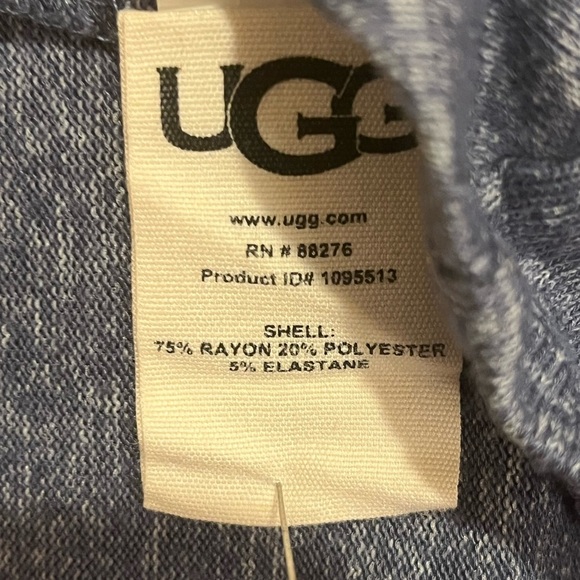 UGG
www.ugg.com
RN # 88276
Product ID# 1095513
SHELL:
75% RAYON 20% POLYESTER
5% ELASTANE